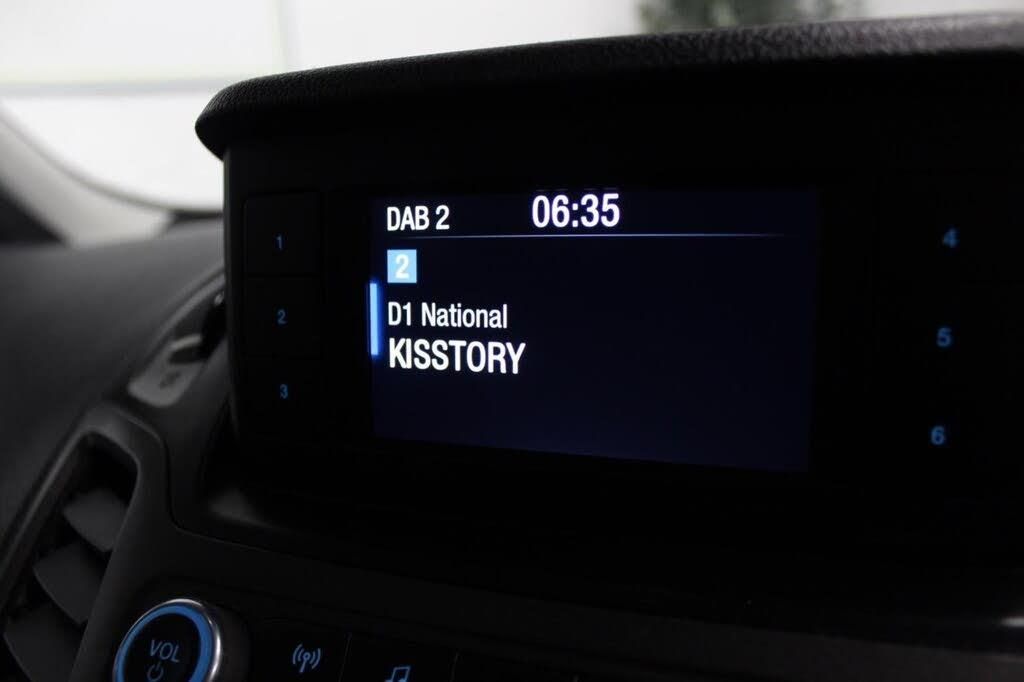 DAB 2 06:35
2
D1 National
KISSTORY
1
2
3
4
5
6
VOL